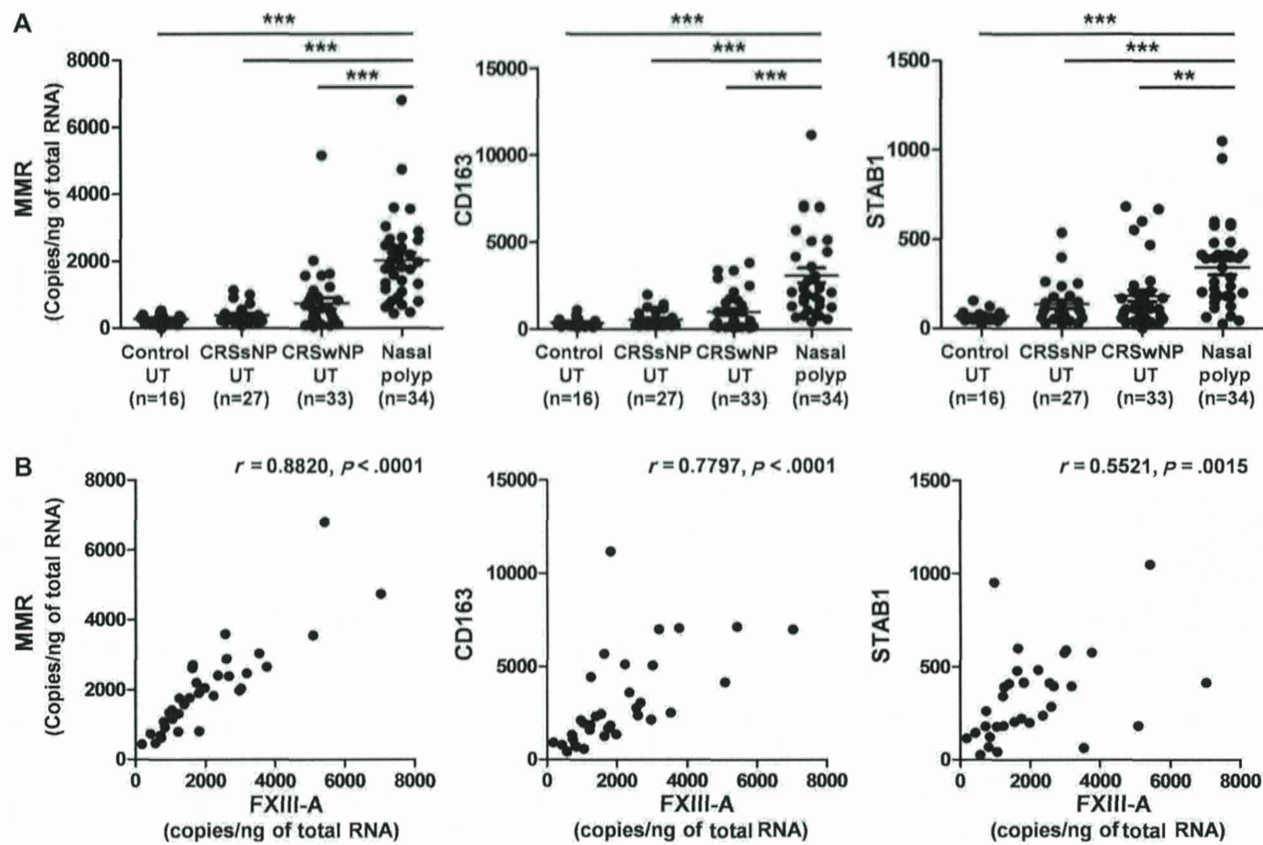 A
***
***
***
8000
6000
4000
2000
0
MMR
(Copies/ng of total RNA)
Control UT (n=16)
CRSsNP UT (n=27)
CRSwNP UT (n=33)
Nasal polyp (n=34)
***
***
***
15000
10000
5000
0
CD163
Control UT (n=16)
CRSsNP UT (n=27)
CRSwNP UT (n=33)
Nasal polyp (n=34)
***
***
**
1500
1000
500
0
STAB1
Control UT (n=16)
CRSsNP UT (n=27)
CRSwNP UT (n=33)
Nasal polyp (n=34)
B
r = 0.8820, P < .0001
8000
6000
4000
2000
0
MMR
(Copies/ng of total RNA)
0 2000 4000 6000 8000
FXIII-A
(copies/ng of total RNA)
r = 0.7797, P < .0001
15000
10000
5000
0
CD163
0 2000 4000 6000 8000
FXIII-A
(copies/ng of total RNA)
r = 0.5521, P = .0015
1500
1000
500
0
STAB1
0 2000 4000 6000 8000
FXIII-A
(copies/ng of total RNA)